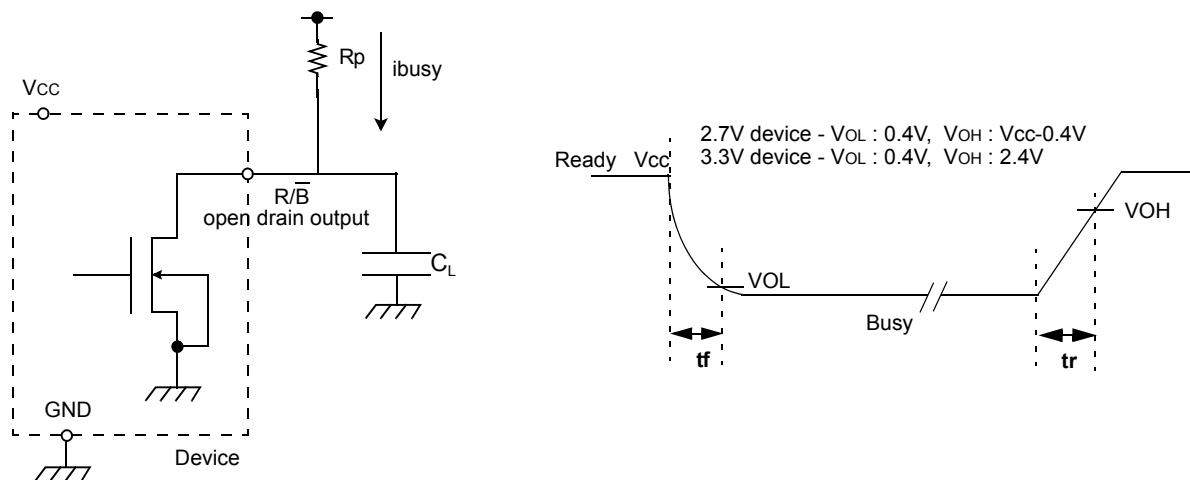 Rp
ibusy
VCC
R/B̅
open drain output
CL
GND
Device
2.7V device - VOL : 0.4V, VOH : Vcc-0.4V
3.3V device - VOL : 0.4V, VOH : 2.4V
Ready Vcc
VOH
VOL
Busy
tf
tr